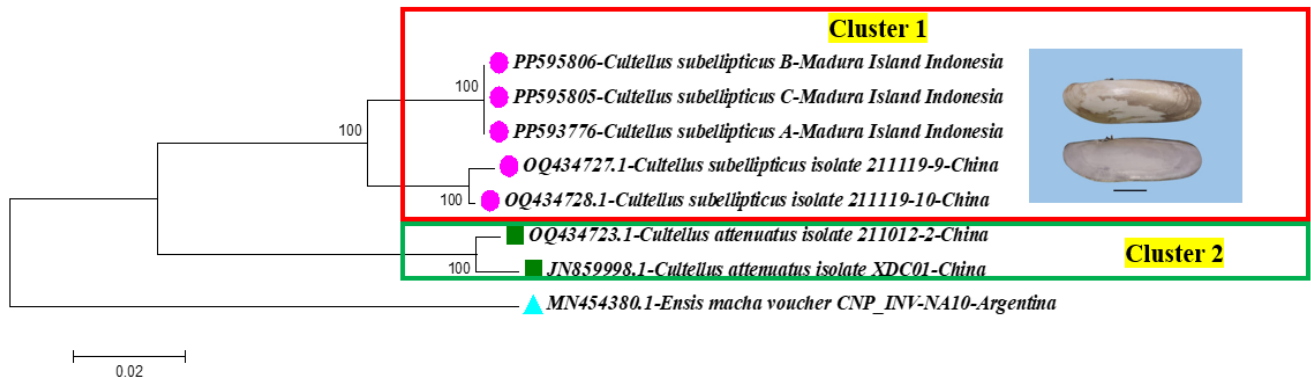 Cluster 1
PP595806-Cultellus subellipticus B-Madura Island Indonesia
100
PP595805-Cultellus subellipticus C-Madura Island Indonesia
PP593776-Cultellus subellipticus A-Madura Island Indonesia
100
OQ434727.1-Cultellus subellipticus isolate 211119-9-China
100
OQ434728.1-Cultellus subellipticus isolate 211119-10-China
OQ434723.1-Cultellus attenuatus isolate 211012-2-China
Cluster 2
100
JN859998.1-Cultellus attenuatus isolate XDC01-China
MN454380.1-Ensis macha voucher CNP_INV-NA10-Argentina
0.02